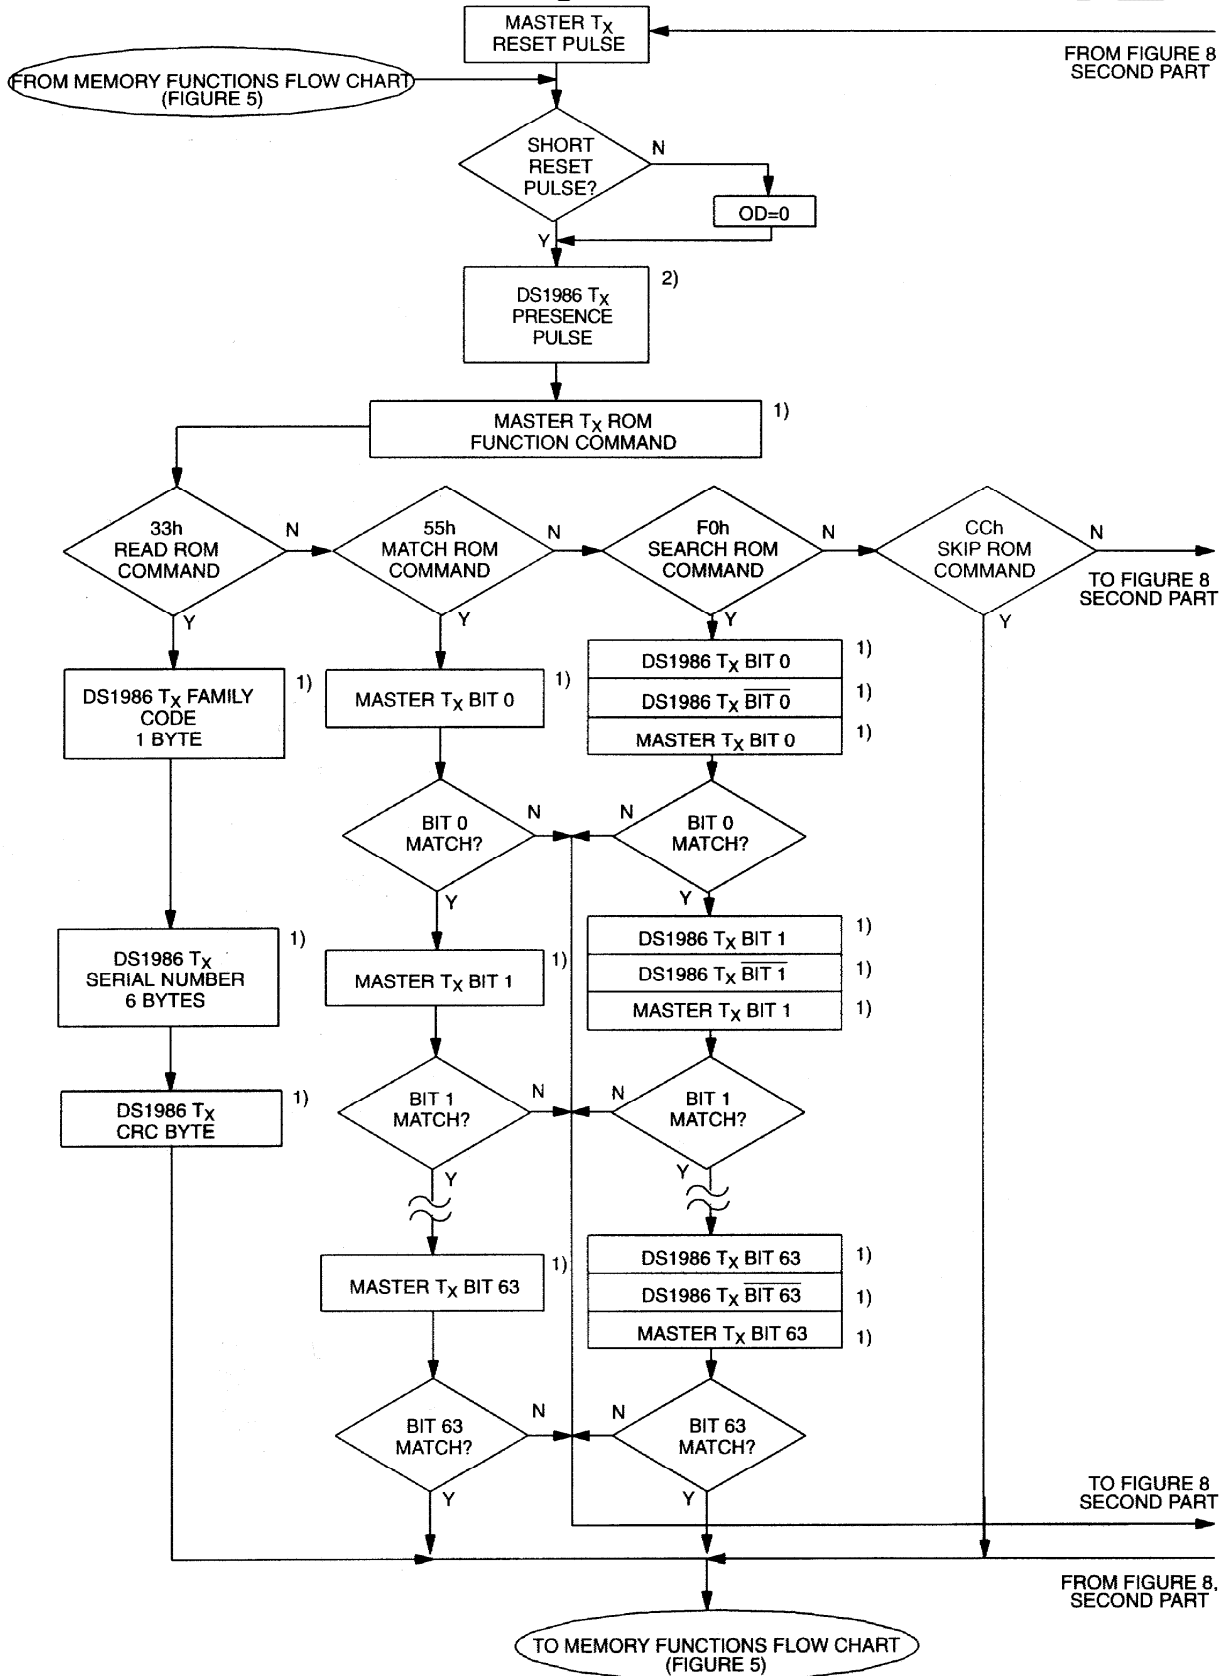 MASTER TX
RESET PULSE
FROM FIGURE 8
SECOND PART
FROM MEMORY FUNCTIONS FLOW CHART
(FIGURE 5)
SHORT
RESET
PULSE?
N
OD=0
Y
2)
DS1986 TX
PRESENCE
PULSE
1)
MASTER TX ROM
FUNCTION COMMAND
33h
READ ROM
COMMAND
N
55h
MATCH ROM
COMMAND
N
F0h
SEARCH ROM
COMMAND
N
CCh
SKIP ROM
COMMAND
N
TO FIGURE 8
SECOND PART
Y
Y
Y
Y
DS1986 TX FAMILY
CODE
1 BYTE
1)
MASTER TX BIT 0
1)
DS1986 TX BIT 0
1)
DS1986 TX B̅I̅T̅ ̅0̅
1)
MASTER TX BIT 0
1)
BIT 0
MATCH?
N
N
BIT 0
MATCH?
Y
Y
DS1986 TX
SERIAL NUMBER
6 BYTES
1)
MASTER TX BIT 1
1)
DS1986 TX BIT 1
1)
DS1986 TX B̅I̅T̅ ̅1̅
1)
MASTER TX BIT 1
1)
DS1986 TX
CRC BYTE
1)
BIT 1
MATCH?
N
N
BIT 1
MATCH?
Y
Y
MASTER TX BIT 63
1)
DS1986 TX BIT 63
1)
DS1986 TX B̅I̅T̅ ̅6̅3̅
1)
MASTER TX BIT 63
1)
BIT 63
MATCH?
N
N
BIT 63
MATCH?
Y
Y
TO FIGURE 8
SECOND PART
FROM FIGURE 8,
SECOND PART
TO MEMORY FUNCTIONS FLOW CHART
(FIGURE 5)